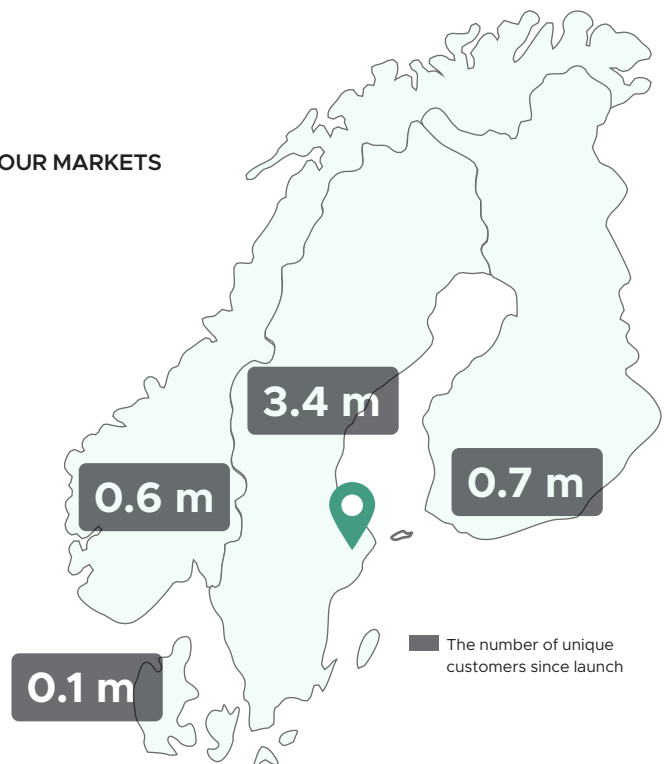 OUR MARKETS
3.4 m
0.6 m
0.7 m
The number of unique
customers since launch
0.1 m